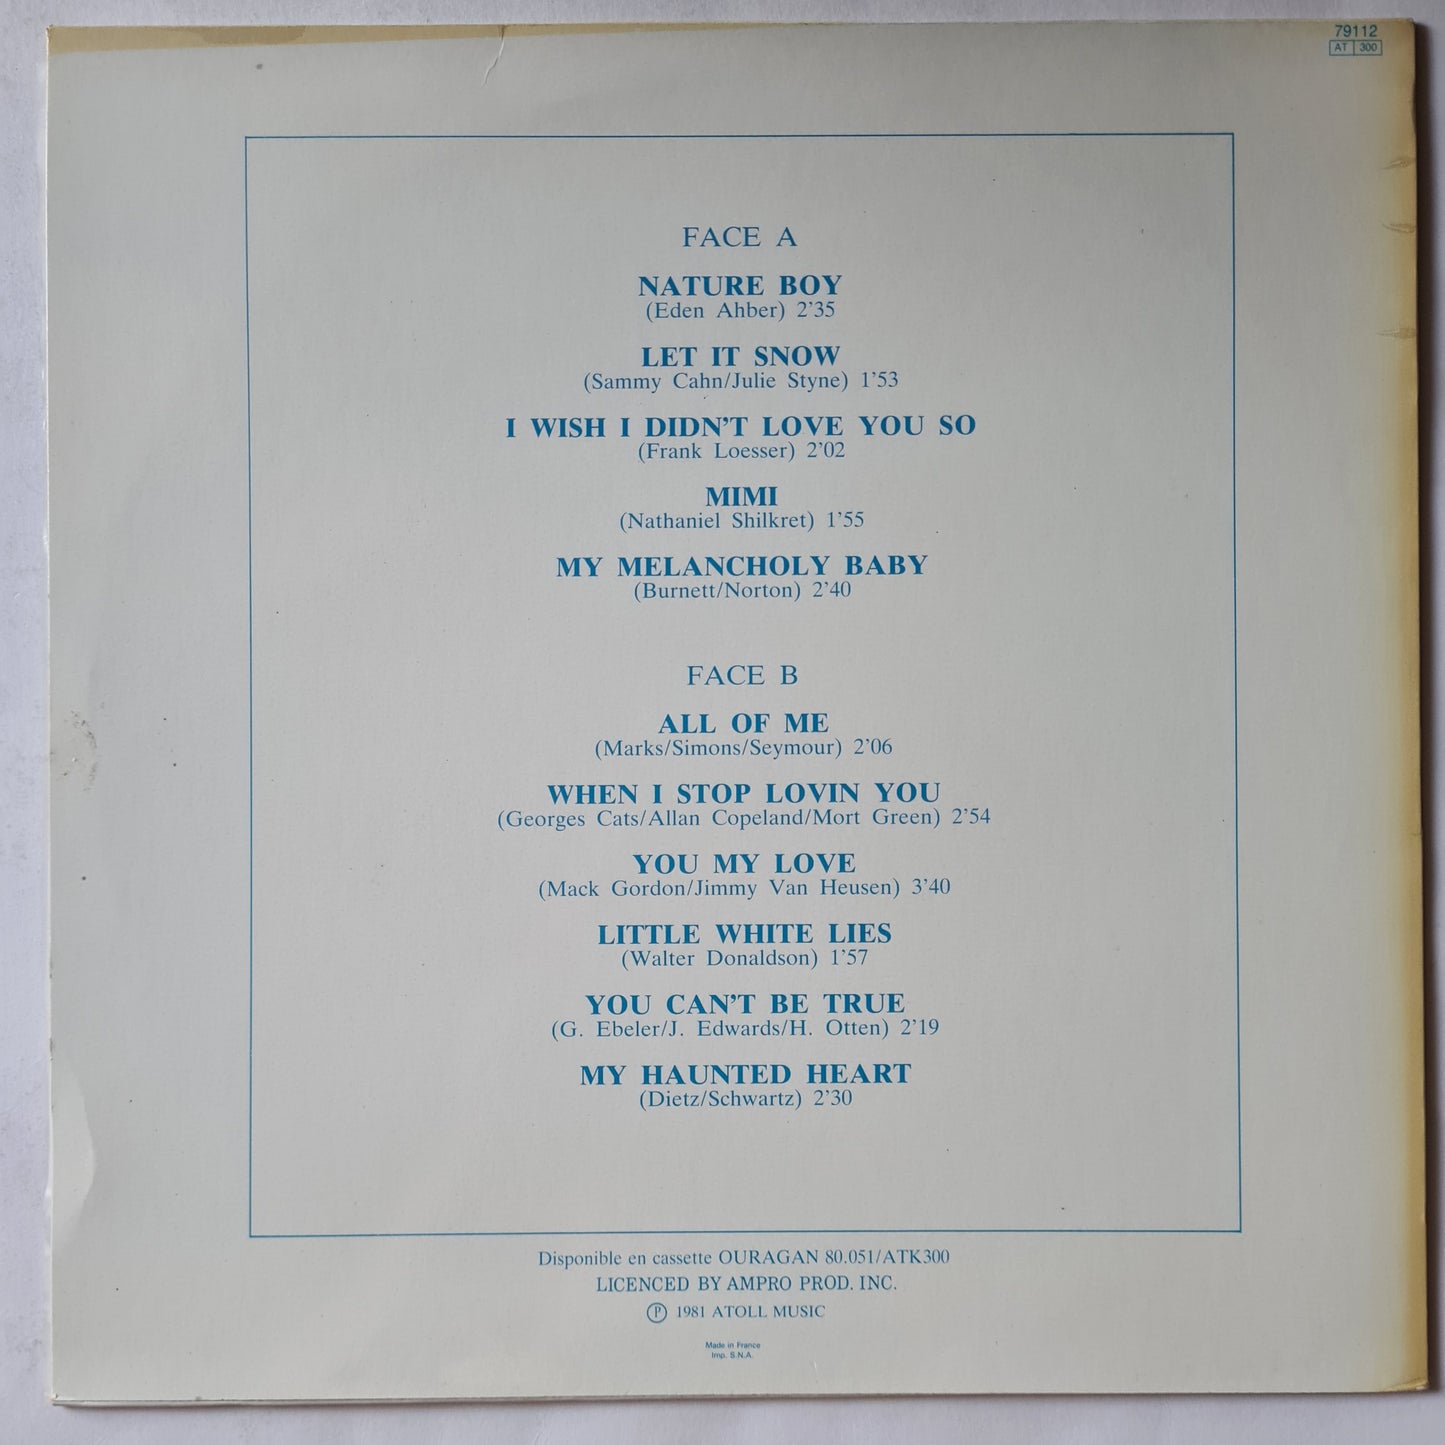 79112
AT 300
FACE A
NATURE BOY
(Eden Ahber) 2'35
LET IT SNOW
(Sammy Cahn/Julie Styne) 1'53
I WISH I DIDN'T LOVE YOU SO
(Frank Loesser) 2'02
MIMI
(Nathaniel Shilkret) 1'55
MY MELANCHOLY BABY
(Burnett/Norton) 2'40
FACE B
ALL OF ME
(Marks/Simons/Seymour) 2'06
WHEN I STOP LOVIN YOU
(Georges Cats/Allan Copeland/Mort Green) 2'54
YOU MY LOVE
(Mack Gordon/Jimmy Van Heusen) 3'40
LITTLE WHITE LIES
(Walter Donaldson) 1'57
YOU CAN'T BE TRUE
(G. Ebeler/J. Edwards/H. Otten) 2'19
MY HAUNTED HEART
(Dietz/Schwartz) 2'30
Disponible en cassette OURAGAN 80.051/ATK300
LICENCED BY AMPRO PROD. INC.
Ⓟ 1981 ATOLL MUSIC
Made in France
Imp. S.N.A.